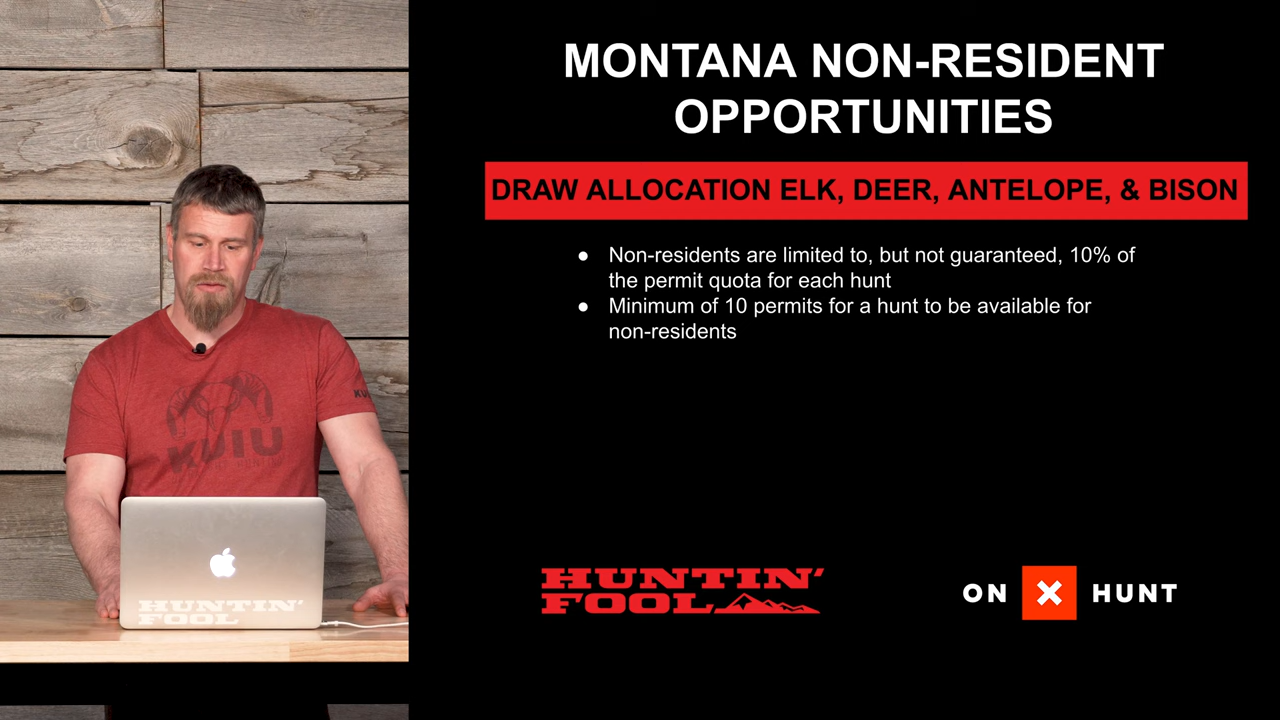 MONTANA NON-RESIDENT
OPPORTUNITIES
DRAW ALLOCATION ELK, DEER, ANTELOPE, & BISON
● Non-residents are limited to, but not guaranteed, 10% of
the permit quota for each hunt
● Minimum of 10 permits for a hunt to be available for
non-residents
KUIU
HUNTIN'
FOOL
HUNTIN'
FOOL
ON X HUNT